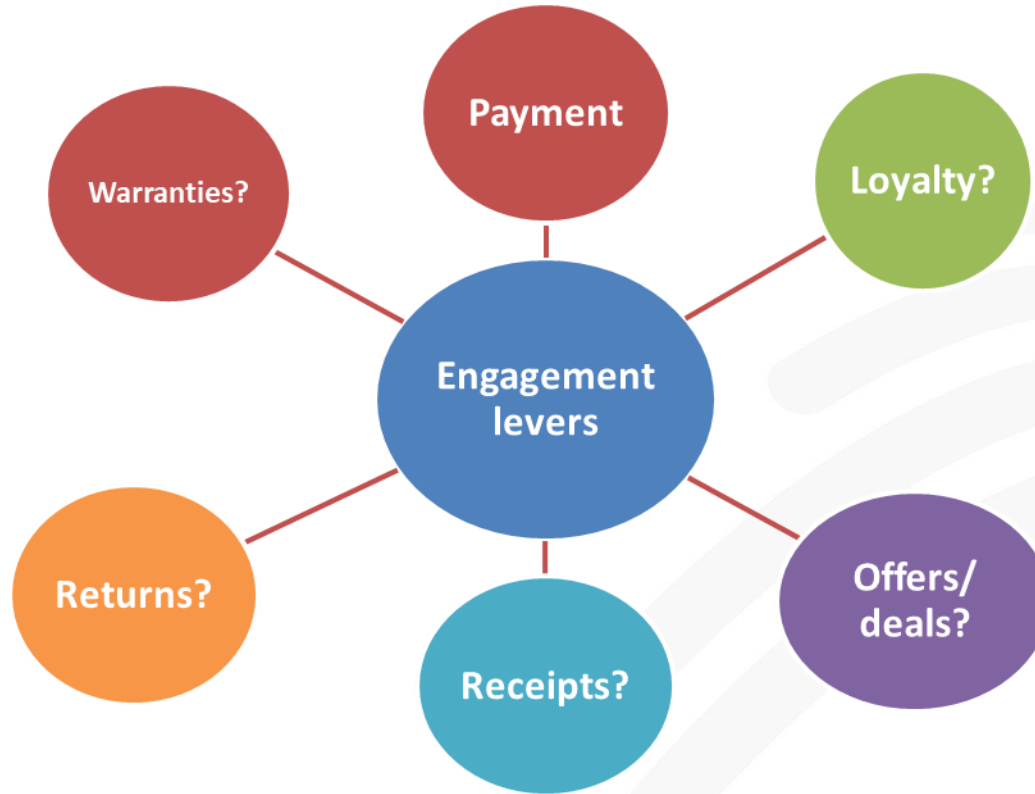 Payment
Warranties?
Loyalty?
Engagement
levers
Returns?
Offers/
deals?
Receipts?